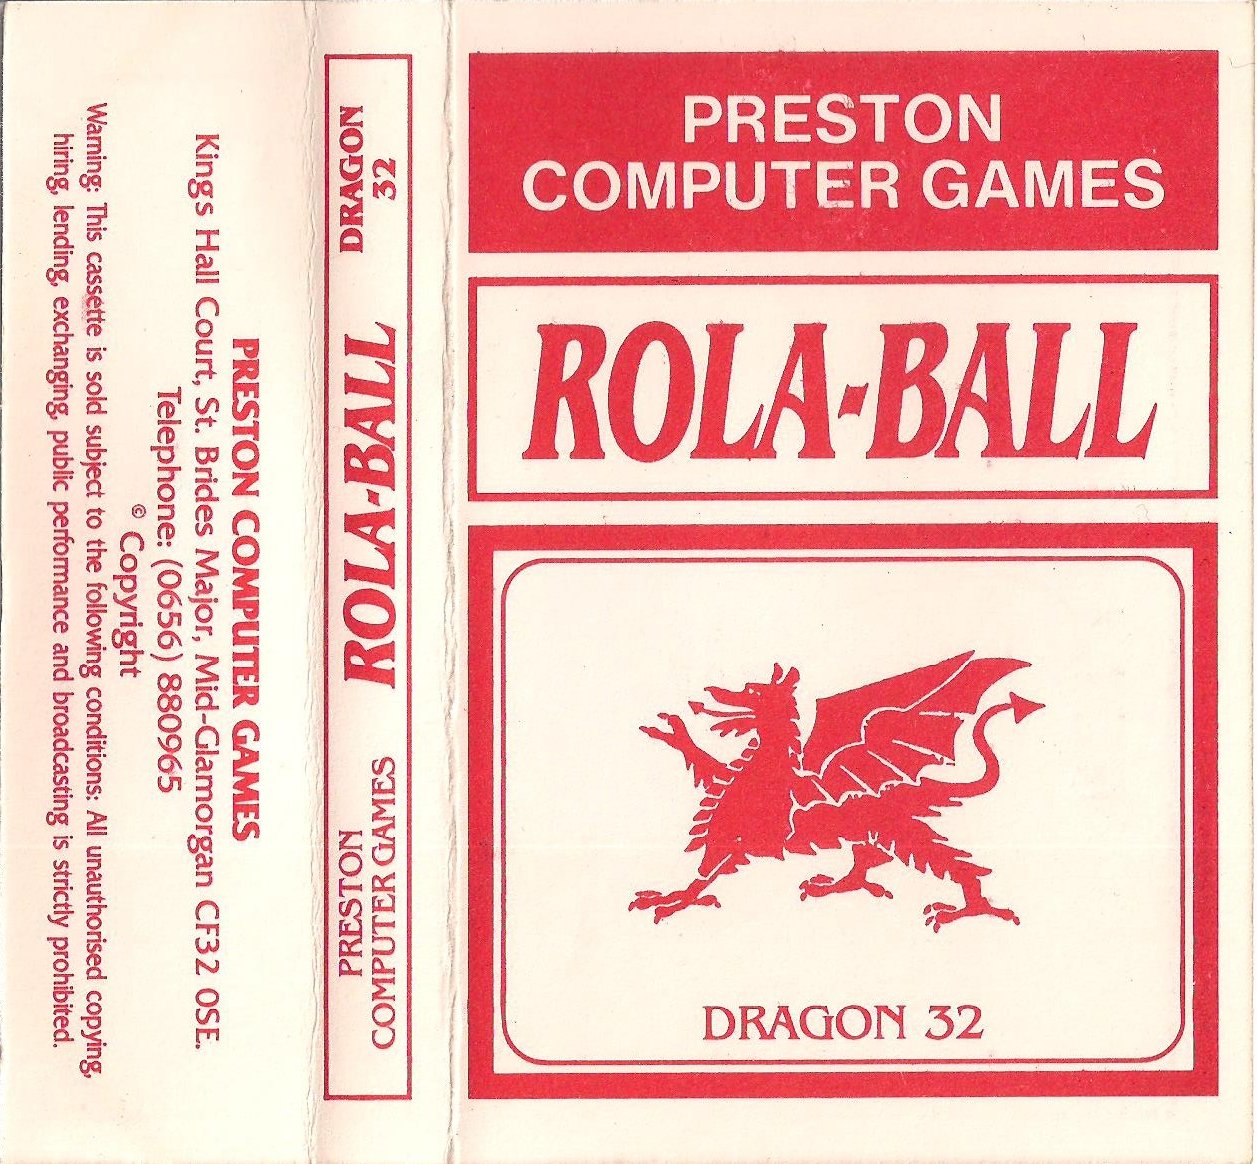 PRESTON
COMPUTER GAMES
ROLA-BALL
DRAGON 32
DRAGON
32
ROLA-BALL
PRESTON
COMPUTER GAMES
PRESTON COMPUTER GAMES
Kings Hall Court, St. Brides Major, Mid-Glamorgan CF32 0SE.
Telephone: (0656) 880965
© Copyright
Warning: This cassette is sold subject to the following conditions: All unauthorised copying,
hiring, lending, exchanging, public performance and broadcasting is strictly prohibited.